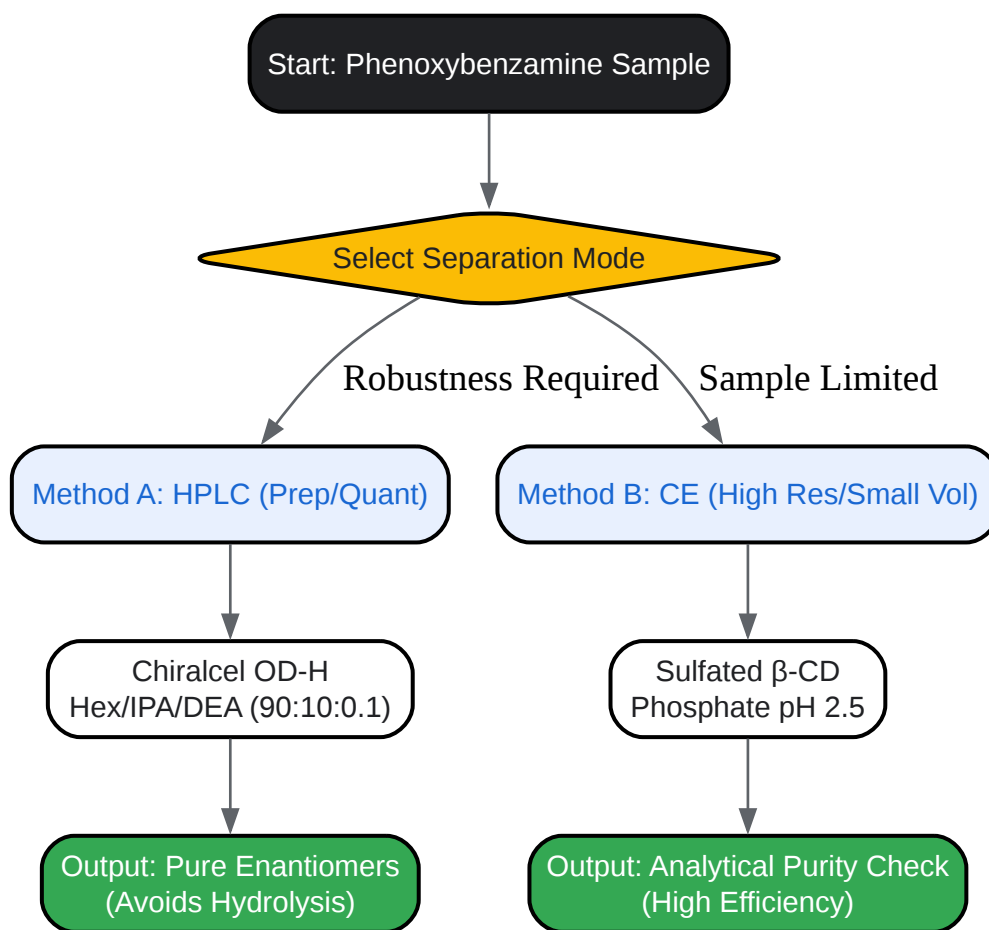 Start: Phenoxybenzamine Sample
Select Separation Mode
Robustness Required
Sample Limited
Method A: HPLC (Prep/Quant)
Method B: CE (High Res/Small Vol)
Chiralcel OD-H
Hex/IPA/DEA (90:10:0.1)
Sulfated β-CD
Phosphate pH 2.5
Output: Pure Enantiomers
(Avoids Hydrolysis)
Output: Analytical Purity Check
(High Efficiency)